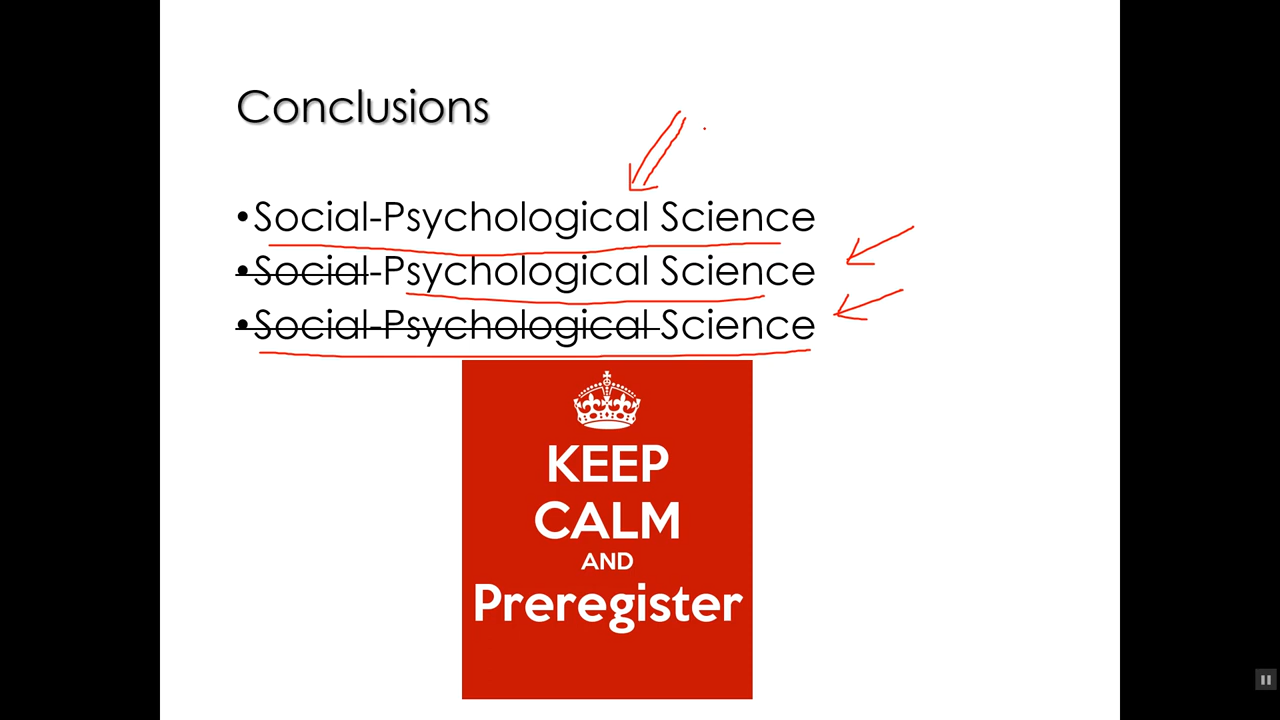 Conclusions
•Social-Psychological Science
•Social-Psychological Science
•Social-Psychological Science
KEEP
CALM
AND
Preregister